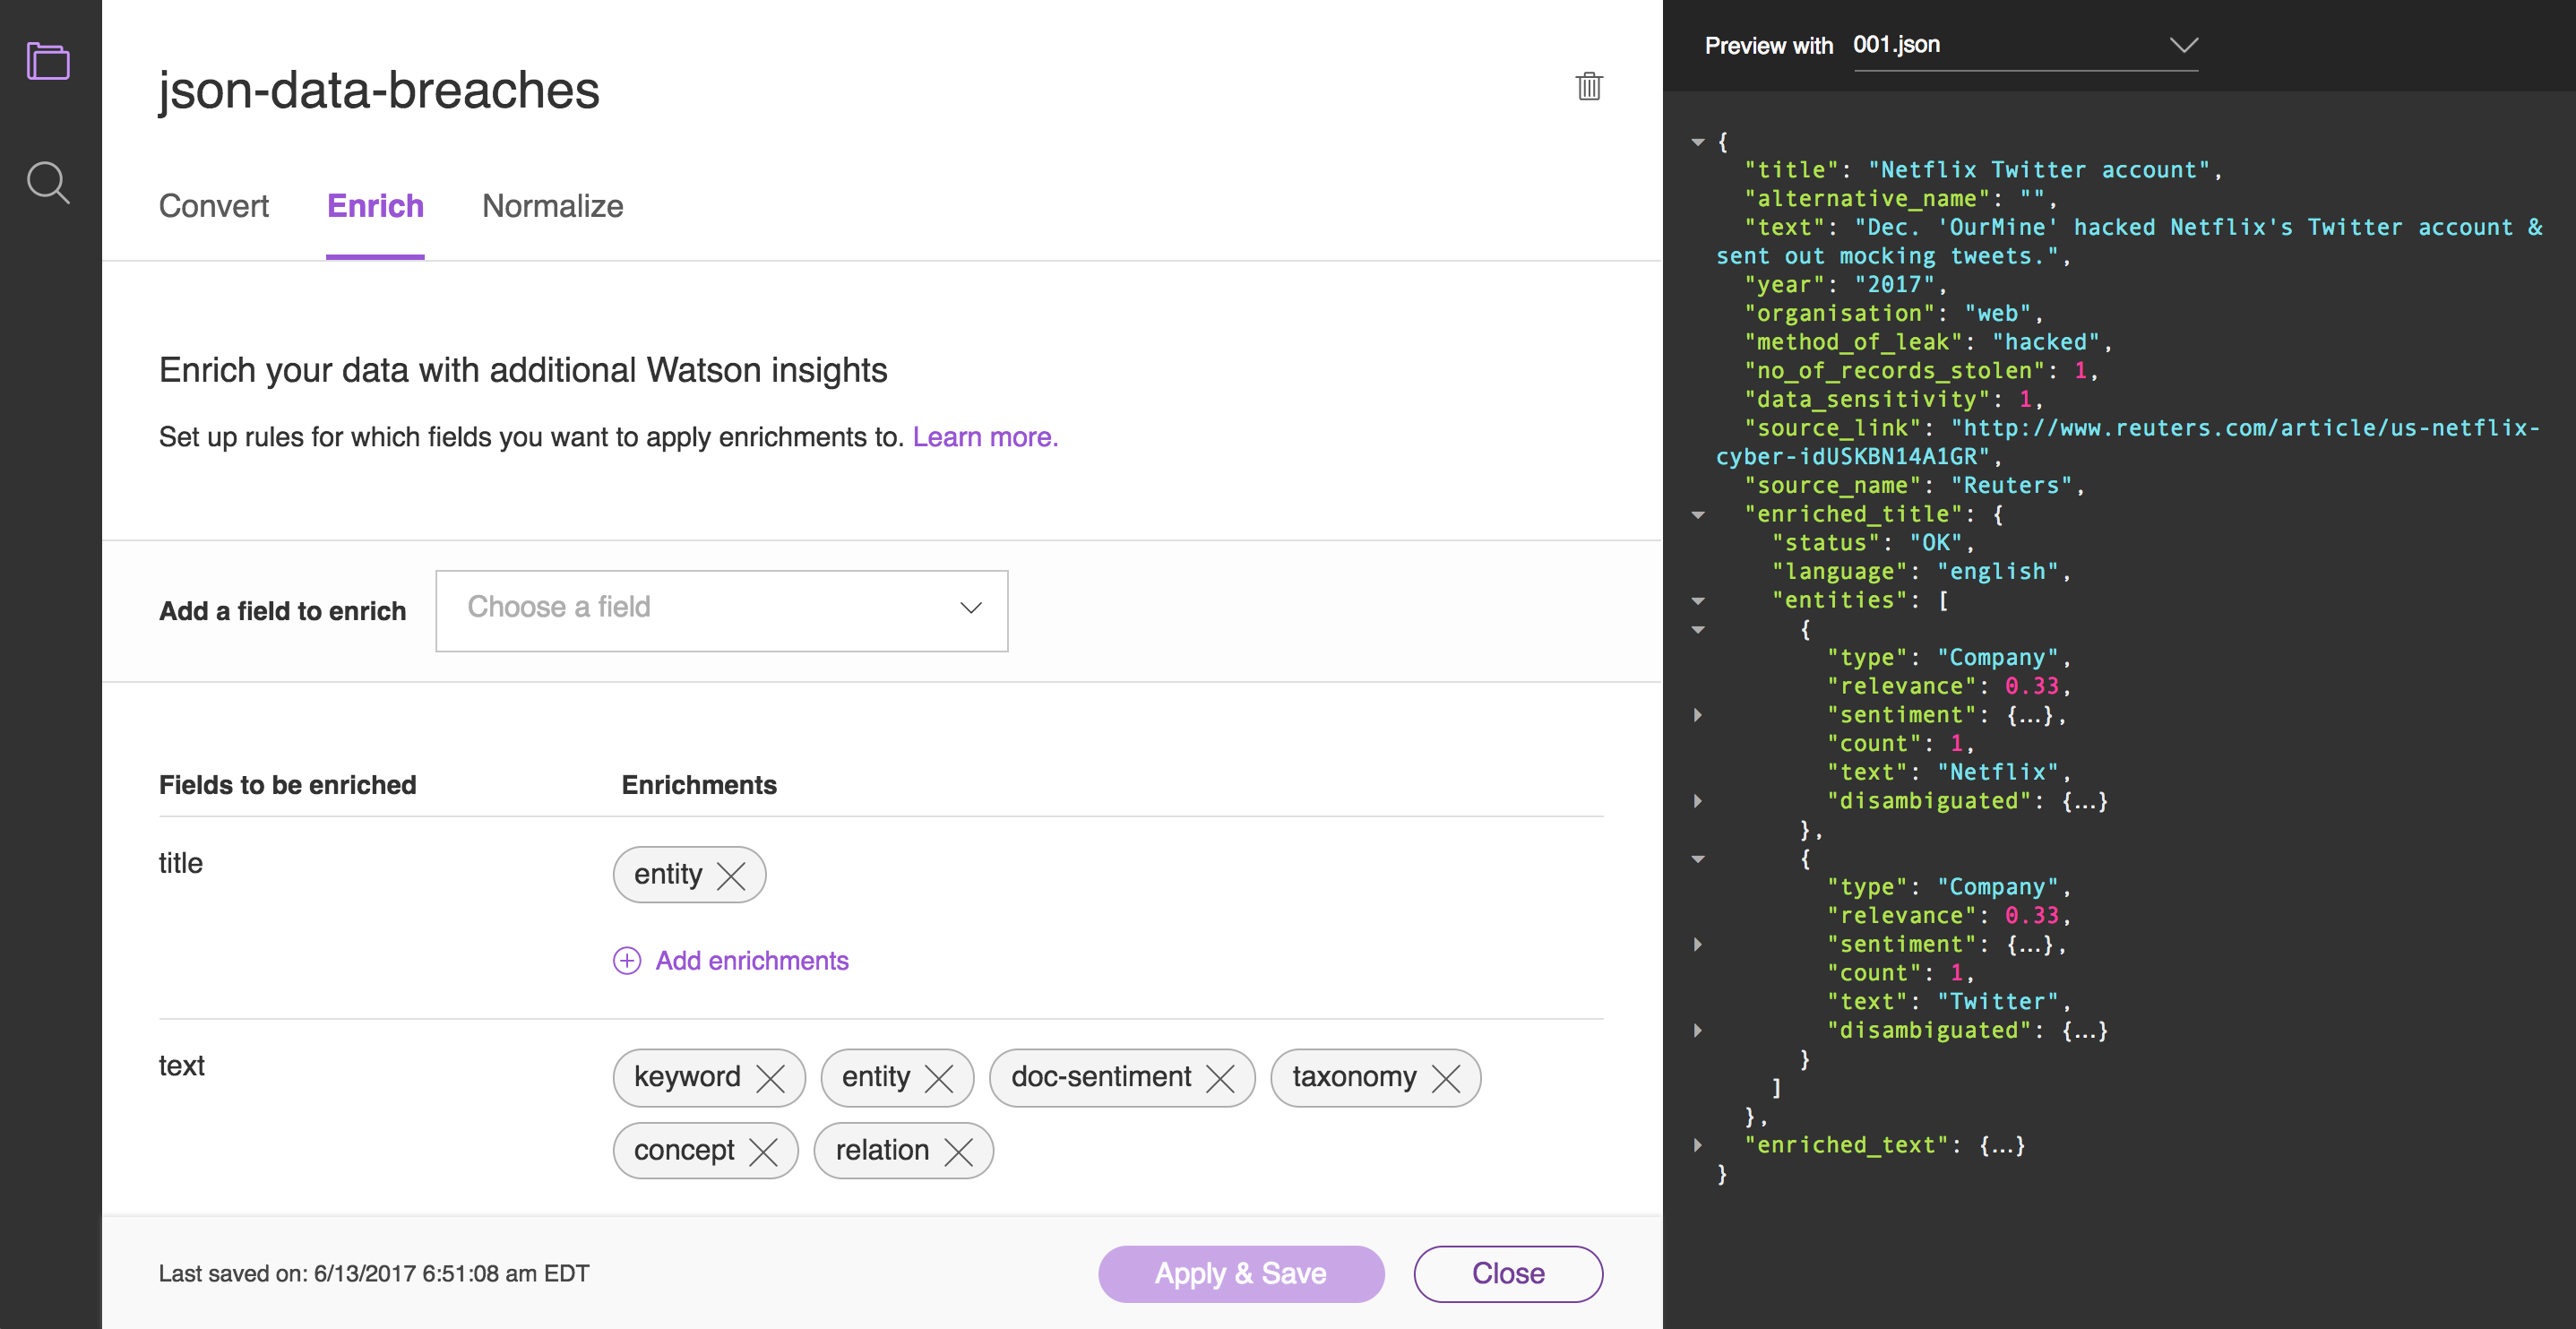 json-data-breaches
Convert Enrich Normalize
Enrich your data with additional Watson insights
Set up rules for which fields you want to apply enrichments to. Learn more.
Add a field to enrich Choose a field
Fields to be enriched Enrichments
title entity
Add enrichments
text keyword entity doc-sentiment taxonomy
concept relation
Last saved on: 6/13/2017 6:51:08 am EDT Apply & Save Close
Preview with 001.json
{
"title": "Netflix Twitter account",
"alternative_name": "",
"text": "Dec. 'OurMine' hacked Netflix's Twitter account &
sent out mocking tweets.",
"year": "2017",
"organisation": "web",
"method_of_leak": "hacked",
"no_of_records_stolen": 1,
"data_sensitivity": 1,
"source_link": "http://www.reuters.com/article/us-netflix-
cyber-idUSKBN14A1GR",
"source_name": "Reuters",
"enriched_title": {
"status": "OK",
"language": "english",
"entities": [
{
"type": "Company",
"relevance": 0.33,
"sentiment": {...},
"count": 1,
"text": "Netflix",
"disambiguated": {...}
},
{
"type": "Company",
"relevance": 0.33,
"sentiment": {...},
"count": 1,
"text": "Twitter",
"disambiguated": {...}
}
]
},
"enriched_text": {...}
}